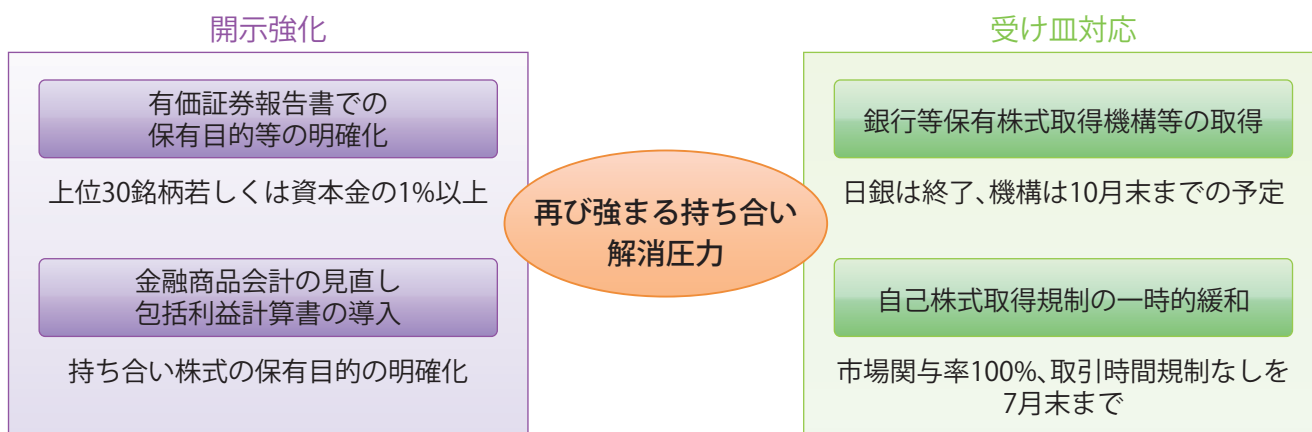 開示強化
有価証券報告書での
保有目的等の明確化
上位30銘柄若しくは資本金の1%以上
金融商品会計の見直し
包括利益計算書の導入
持ち合い株式の保有目的の明確化
再び強まる持ち合い
解消圧力
受け皿対応
銀行等保有株式取得機構等の取得
日銀は終了、機構は10月末までの予定
自己株式取得規制の一時的緩和
市場関与率100%、取引時間規制なしを
7月末まで